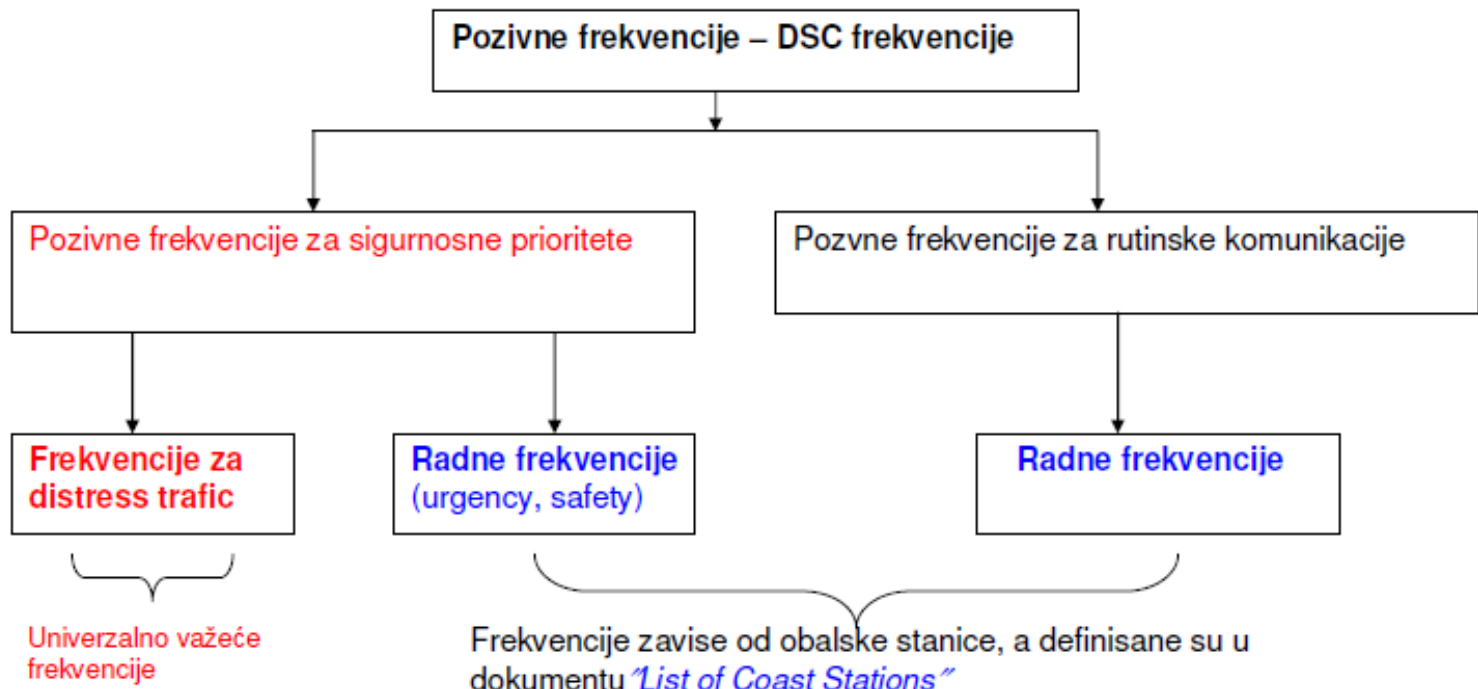 Pozivne frekvencije – DSC frekvencije
Pozivne frekvencije za sigurnosne prioritete
Pozvne frekvencije za rutinske komunikacije
Frekvencije za
distress trafic
Radne frekvencije
(urgency, safety)
Radne frekvencije
Univerzalno važeće
frekvencije
Frekvencije zavise od obalske stanice, a definisane su u
dokumentu "List of Coast Stations"